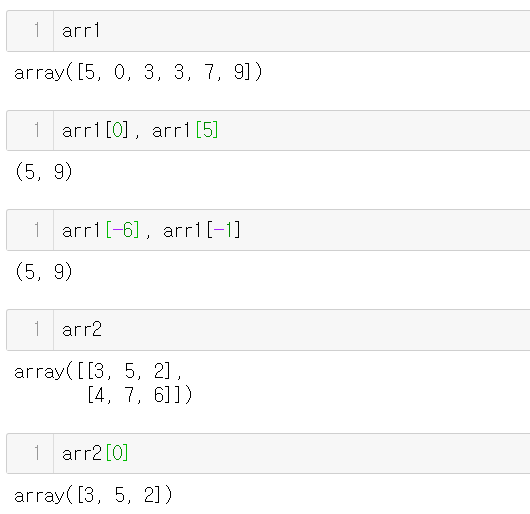 1 arr1
array([5, 0, 3, 3, 7, 9])
1 arr1[0], arr1[5]
(5, 9)
1 arr1[-6], arr1[-1]
(5, 9)
1 arr2
array([[3, 5, 2],
[4, 7, 6]])
1 arr2[0]
array([3, 5, 2])